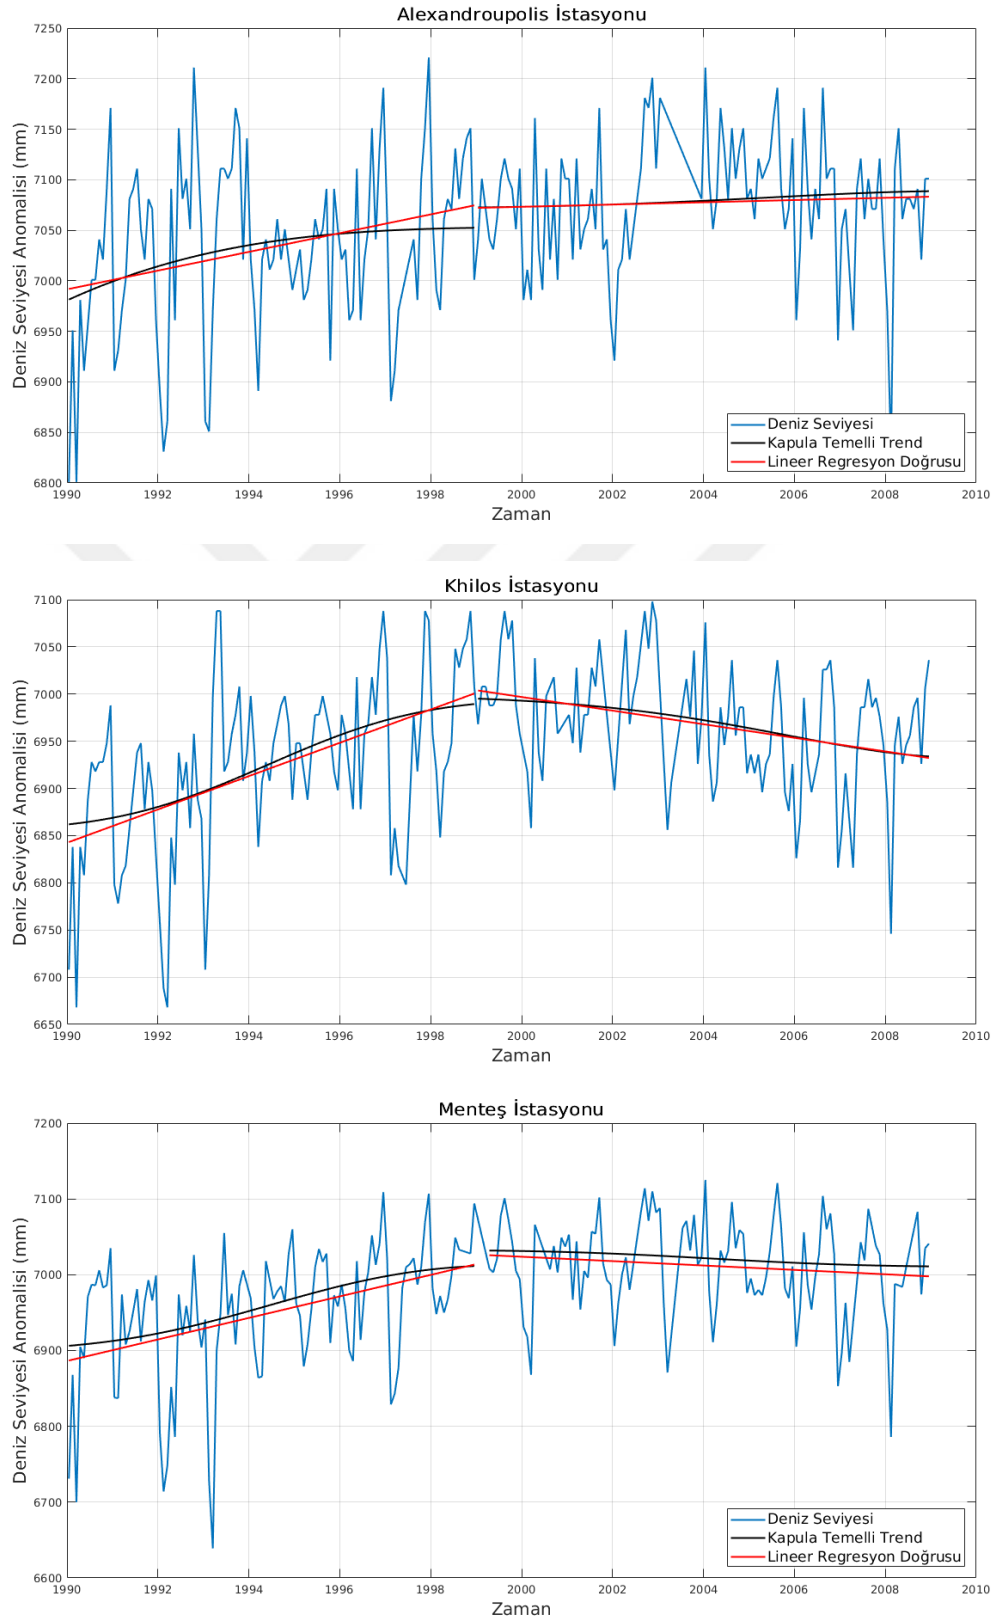 Alexandroupolis İstasyonu
Deniz Seviyesi Anomalisi (mm)
7250
7200
7150
7100
7050
7000
6950
6900
6850
6800
Deniz Seviyesi
Kapula Temelli Trend
Lineer Regresyon Doğrusu
1990 1992 1994 1996 1998 2000 2002 2004 2006 2008 2010
Zaman
Khilos İstasyonu
Deniz Seviyesi Anomalisi (mm)
7100
7050
7000
6950
6900
6850
6800
6750
6700
6650
1990 1992 1994 1996 1998 2000 2002 2004 2006 2008 2010
Zaman
Menteş İstasyonu
Deniz Seviyesi Anomalisi (mm)
7200
7100
7000
6900
6800
6700
6600
Deniz Seviyesi
Kapula Temelli Trend
Lineer Regresyon Doğrusu
1990 1992 1994 1996 1998 2000 2002 2004 2006 2008 2010
Zaman